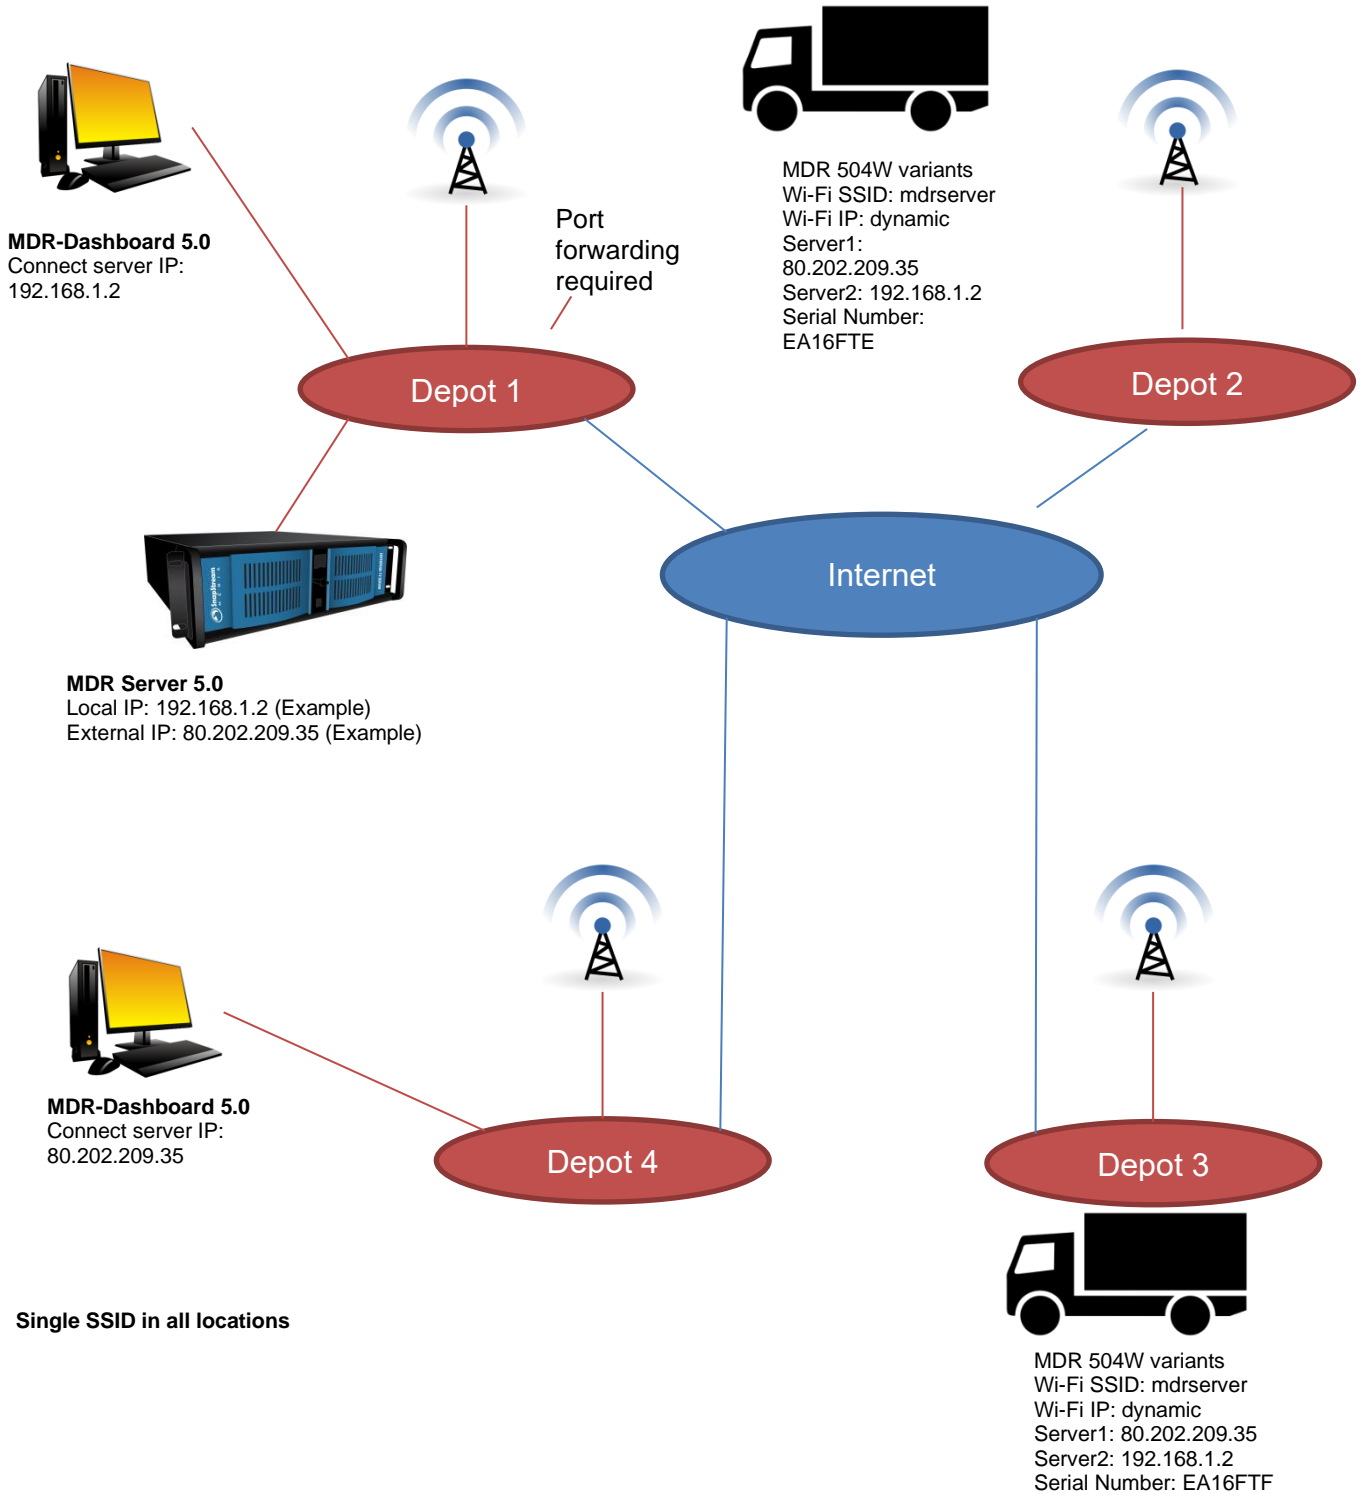 MDR 504W variants
Wi-Fi SSID: mdrserver
Wi-Fi IP: dynamic
Server1:
80.202.209.35
Server2: 192.168.1.2
Serial Number:
EA16FTE
Port
forwarding
required
MDR-Dashboard 5.0
Connect server IP:
192.168.1.2
Depot 1
Depot 2
Internet
SnapStream
MDR Server 5.0
Local IP: 192.168.1.2 (Example)
External IP: 80.202.209.35 (Example)
MDR-Dashboard 5.0
Connect server IP:
80.202.209.35
Depot 4
Depot 3
Single SSID in all locations
MDR 504W variants
Wi-Fi SSID: mdrserver
Wi-Fi IP: dynamic
Server1: 80.202.209.35
Server2: 192.168.1.2
Serial Number: EA16FTF